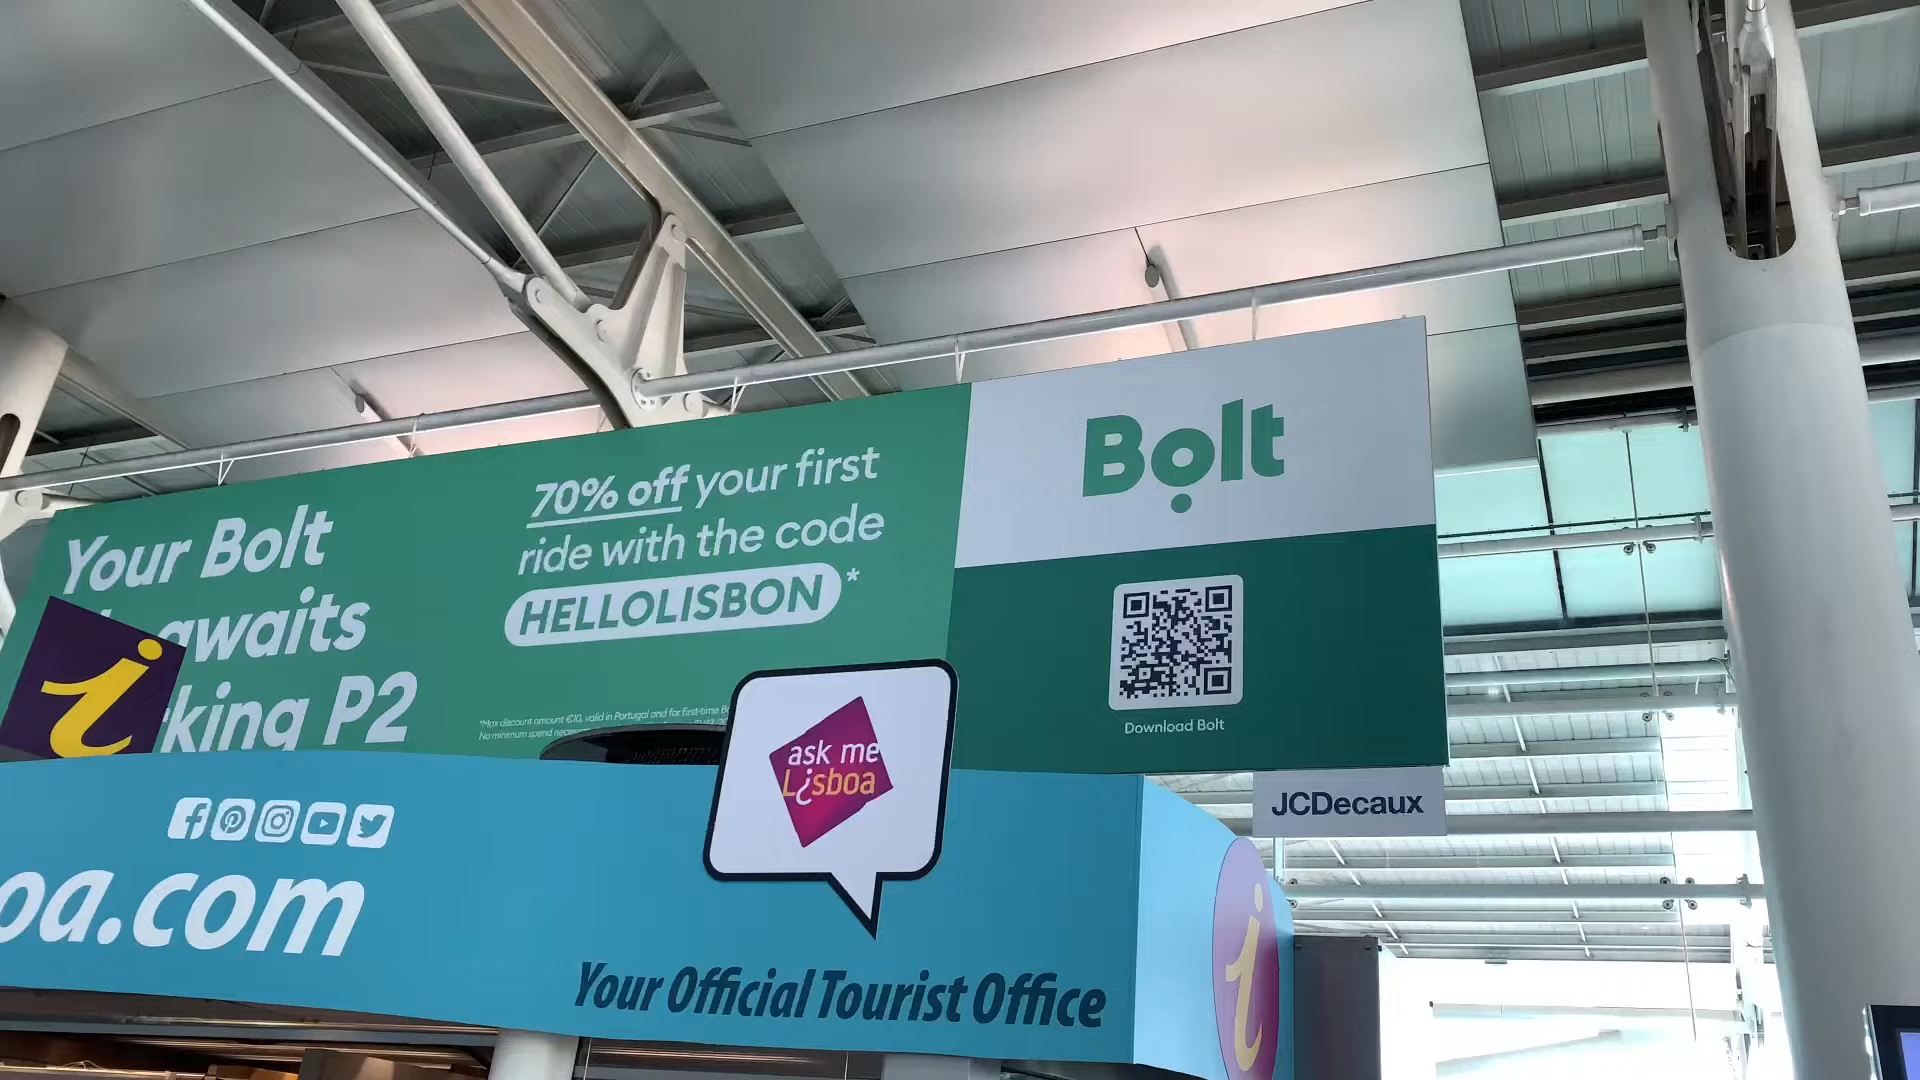 Your Bolt
awaits
king P2
70% off your first
ride with the code
HELLOLISBON*
*Max discount amount €10, valid in Portugal and for first-time
No minimum spend
Bolt
Download Bolt
JCDecaux
ask me
L¿sboa
i
oa.com
Your Official Tourist Office
i